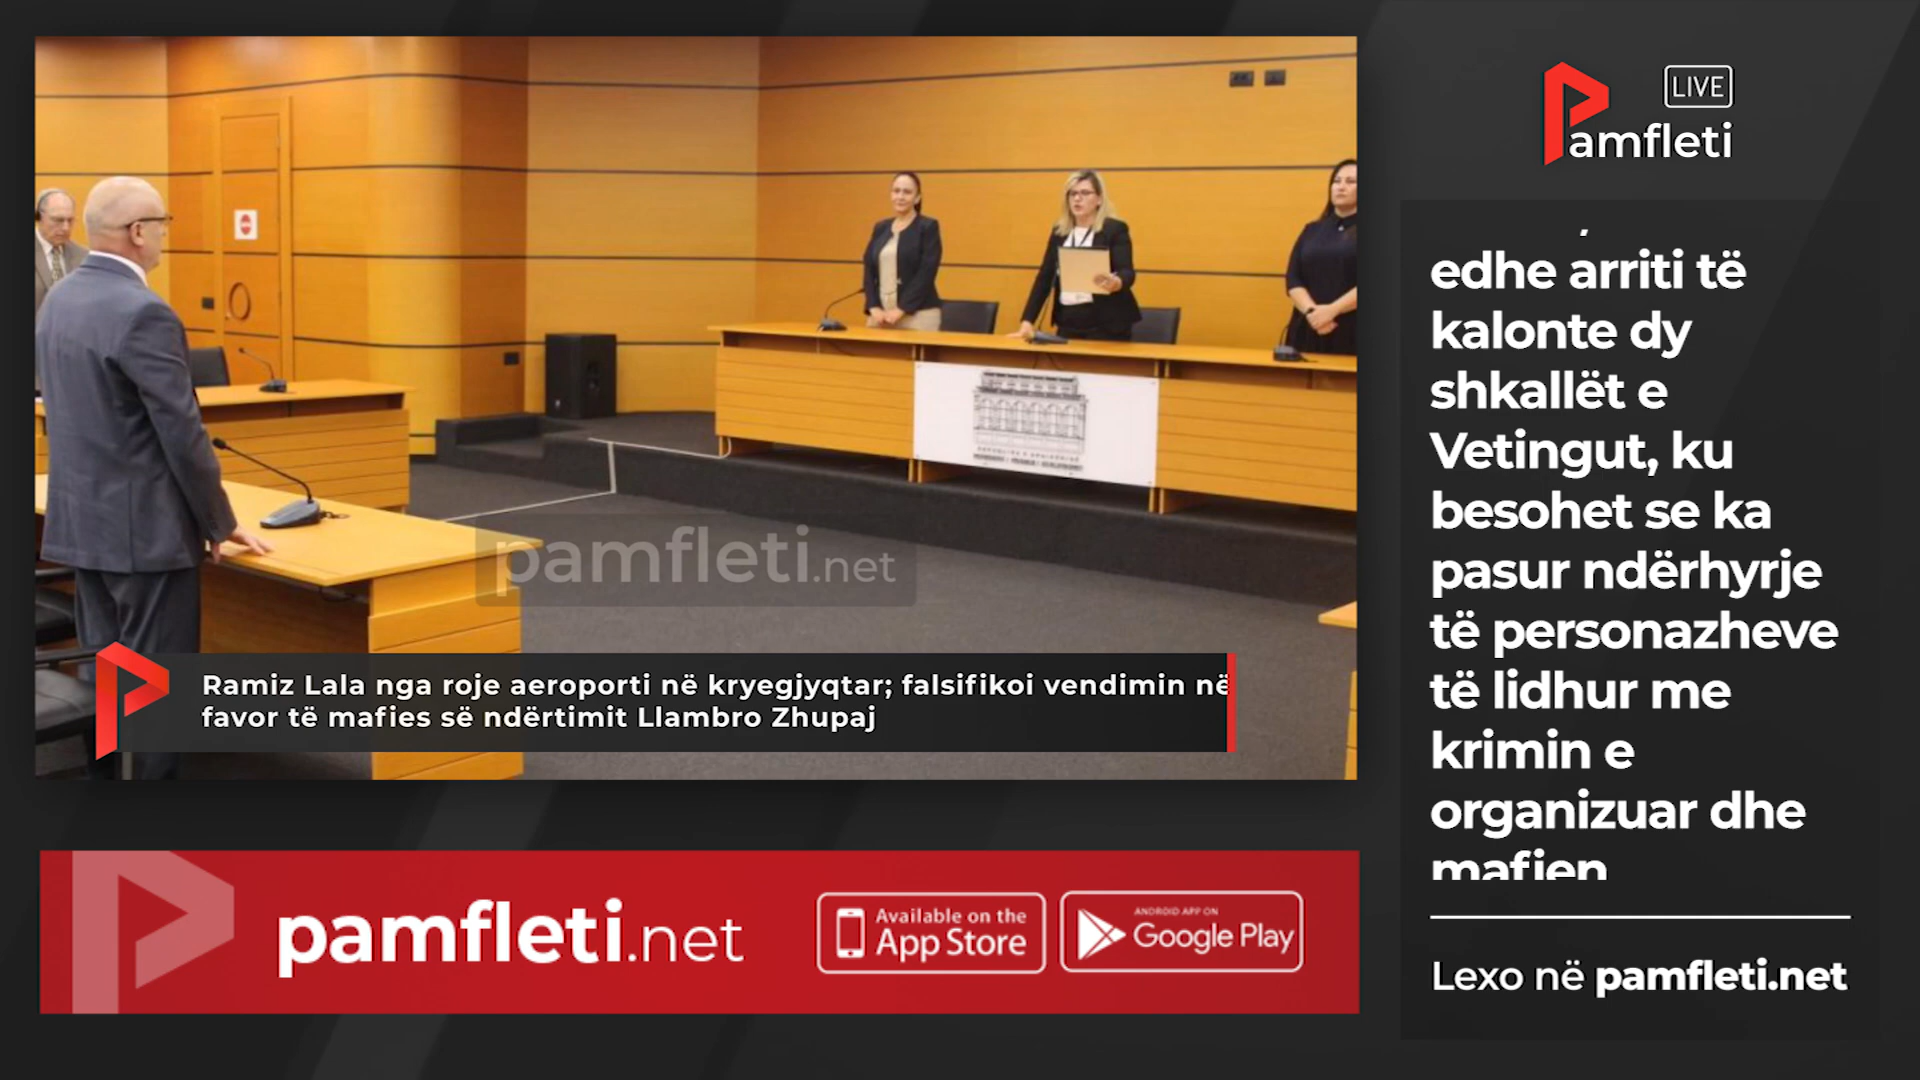 LIVE
Pamfleti
edhe arriti të
kalonte dy
shkallët e
Vetingut, ku
besohet se ka
pasur ndërhyrje
të personazheve
të lidhur me
krimin e
organizuar dhe
mafien
Lexo në pamfleti.net
pamfleti.net
Ramiz Lala nga roje aeroporti në kryegjyqtar; falsifikoi vendimin në
favor të mafies së ndërtimit Llambro Zhupaj
pamfleti.net
Available on the
App Store
ANDROID APP ON
Google Play